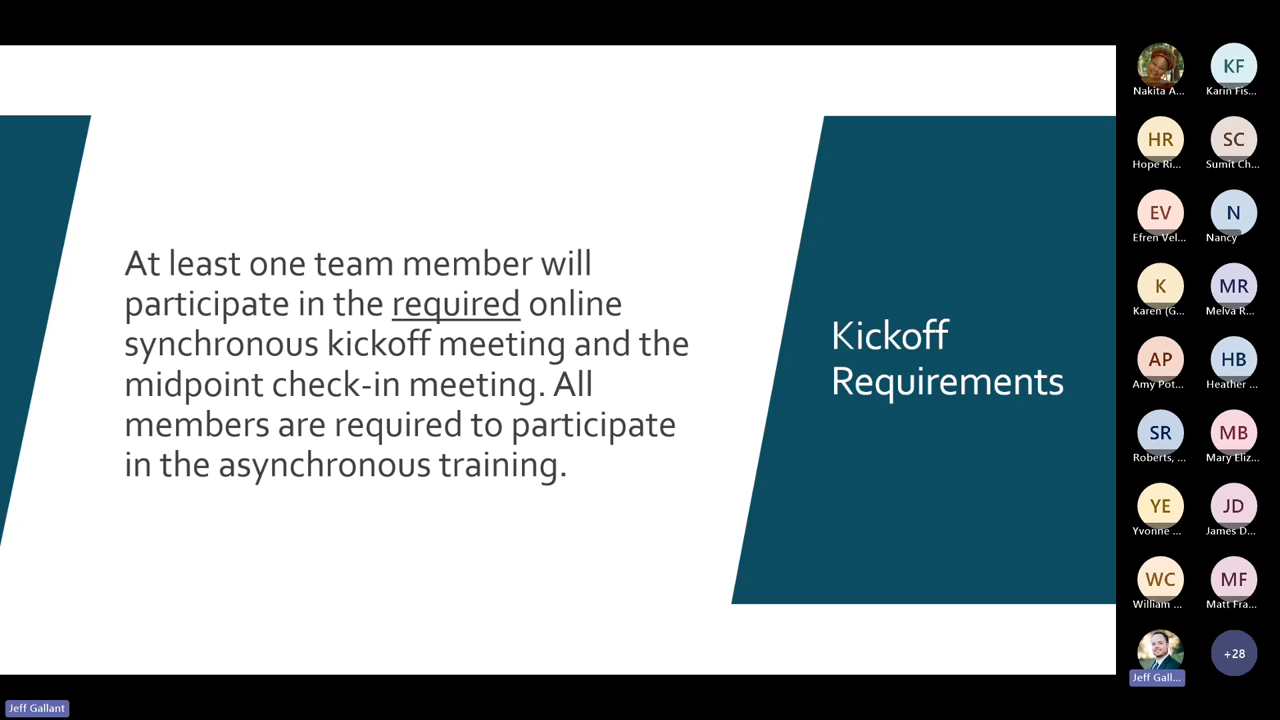 At least one team member will
participate in the required online
synchronous kickoff meeting and the
midpoint check-in meeting. All
members are required to participate
in the asynchronous training.
Kickoff
Requirements
Nakita A...
KF
Karin Fis...
HR
Hope Ri...
SC
Sumit Ch...
EV
Efren Vel...
N
Nancy
K
Karen (G...
MR
Melva R...
AP
Amy Pot...
HB
Heather ...
SR
Roberts, ...
MB
Mary Eliz...
YE
Yvonne ...
JD
James D...
WC
William ...
MF
Matt Fra...
Jeff Gall...
+28
Jeff Gallant